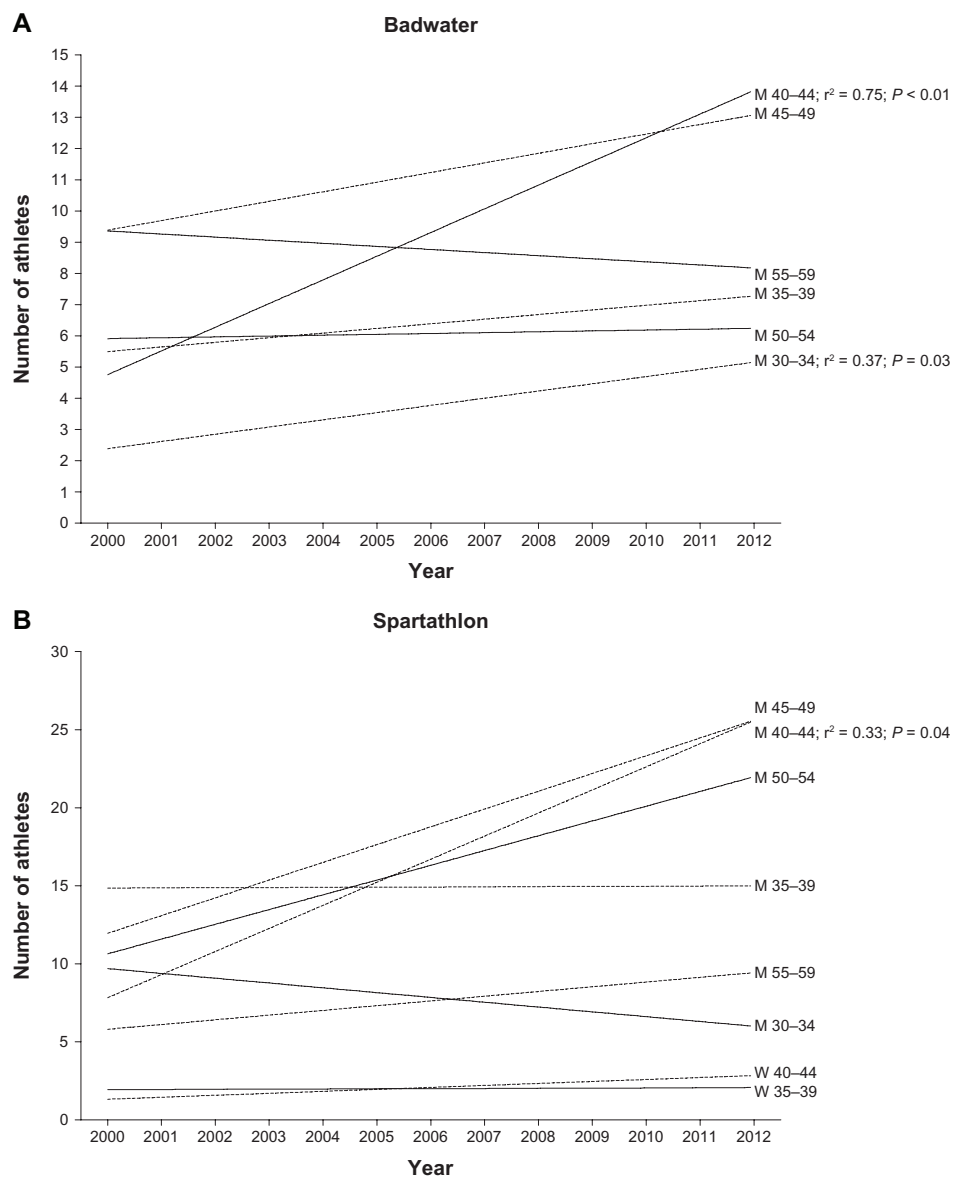 A
Badwater
15
14
13
12
11
10
9
8
7
6
5
4
3
2
1
0
Number of athletes
M 40–44; r² = 0.75; P < 0.01
M 45–49
M 55–59
M 35–39
M 50–54
M 30–34; r² = 0.37; P = 0.03
2000 2001 2002 2003 2004 2005 2006 2007 2008 2009 2010 2011 2012
Year
B
Spartathlon
30
25
20
15
10
5
0
Number of athletes
M 45–49
M 40–44; r² = 0.33; P = 0.04
M 50–54
M 35–39
M 55–59
M 30–34
W 40–44
W 35–39
2000 2001 2002 2003 2004 2005 2006 2007 2008 2009 2010 2011 2012
Year